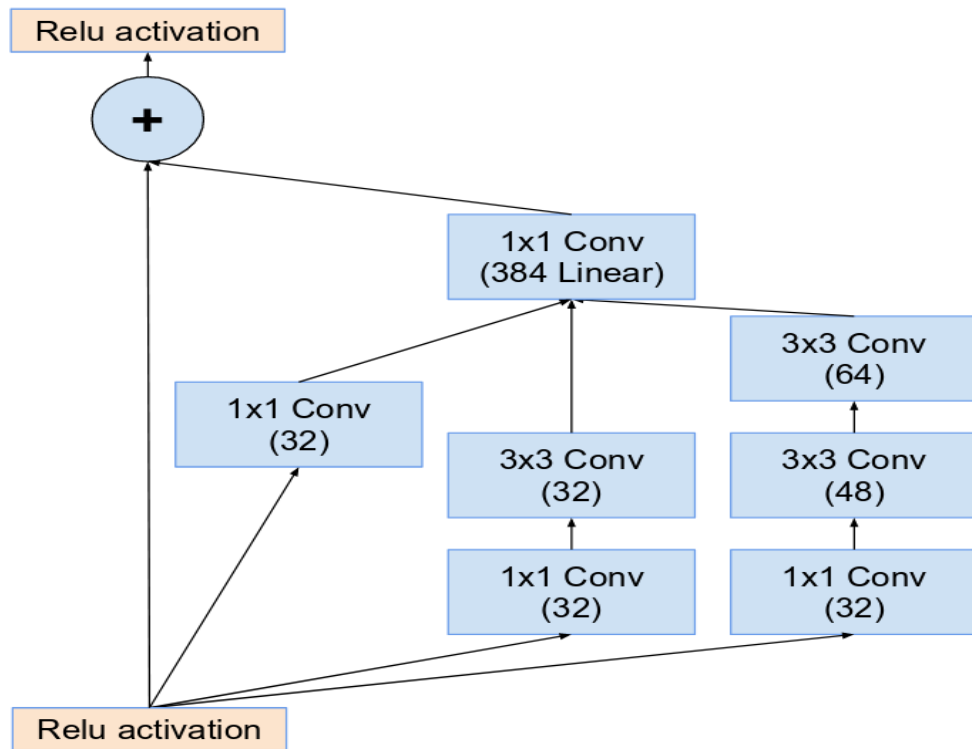 Relu activation
+
1x1 Conv
(384 Linear)
3x3 Conv
(64)
1x1 Conv
(32)
3x3 Conv
(32)
3x3 Conv
(48)
1x1 Conv
(32)
1x1 Conv
(32)
Relu activation